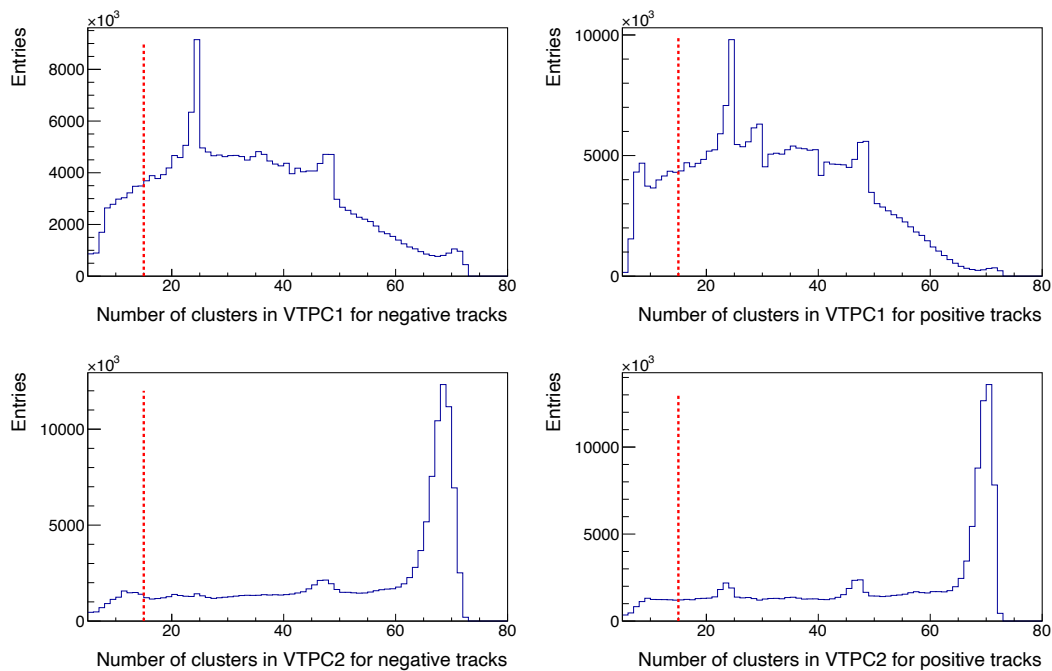 ×10³ ×10³
Entries Entries
8000 10000
6000
4000 5000
2000
0 0
20 40 60 80 20 40 60 80
Number of clusters in VTPC1 for negative tracks Number of clusters in VTPC1 for positive tracks
×10³ ×10³
Entries Entries
10000 10000
5000 5000
0 0
20 40 60 80 20 40 60 80
Number of clusters in VTPC2 for negative tracks Number of clusters in VTPC2 for positive tracks